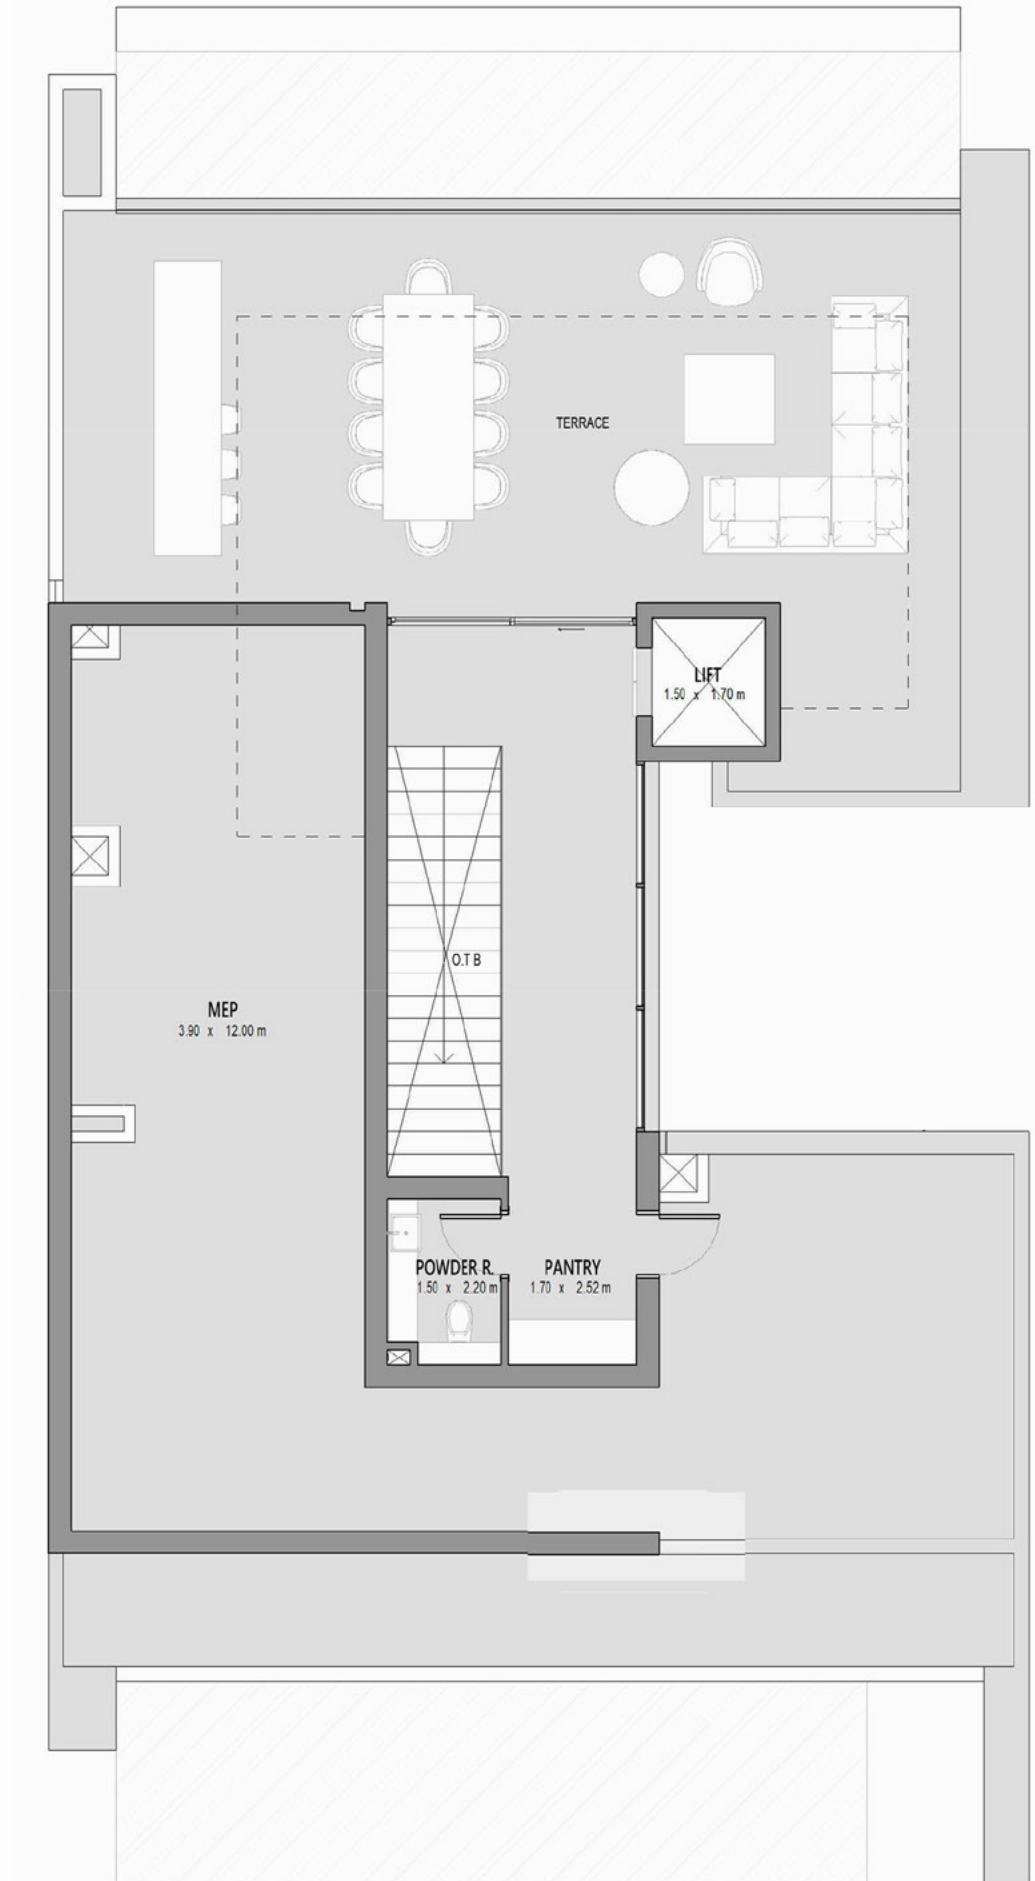 TERRACE
LIFT
1.50 x 1.70 m
O.T B
MEP
3.90 x 12.00 m
POWDER R.
1.50 x 2.20 m
PANTRY
1.70 x 2.52 m